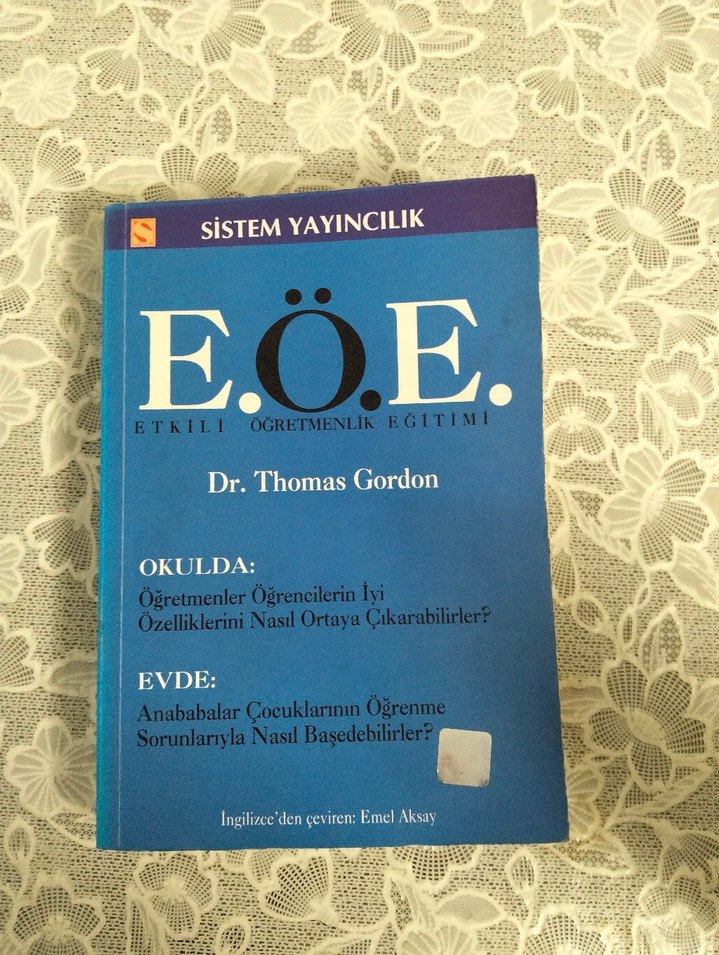 S
SİSTEM YAYINCILIK
E.Ö.E.
ETKİLİ ÖĞRETMENLİK EĞİTİMİ
Dr. Thomas Gordon
OKULDA:
Öğretmenler Öğrencilerin İyi
Özelliklerini Nasıl Ortaya Çıkarabilirler?
EVDE:
Anababalar Çocuklarının Öğrenme
Sorunlarıyla Nasıl Başedebilirler?
İngilizce'den çeviren: Emel Aksay